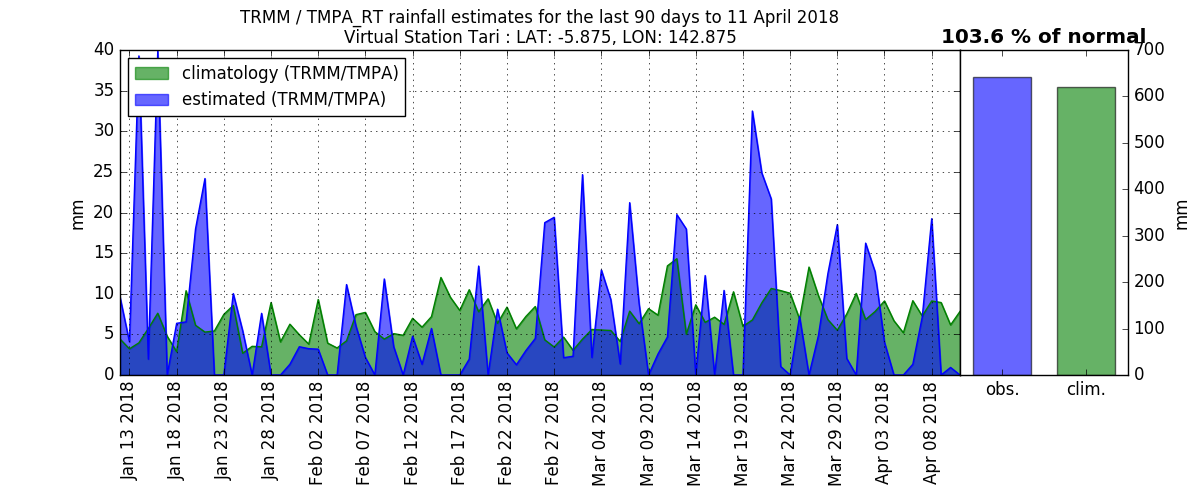 TRMM / TMPA_RT rainfall estimates for the last 90 days to 11 April 2018
Virtual Station Tari : LAT: -5.875, LON: 142.875
103.6 % of normal
climatology (TRMM/TMPA)
estimated (TRMM/TMPA)
mm
40
35
30
25
20
15
10
5
0
Jan 13 2018
Jan 18 2018
Jan 23 2018
Jan 28 2018
Feb 02 2018
Feb 07 2018
Feb 12 2018
Feb 17 2018
Feb 22 2018
Feb 27 2018
Mar 04 2018
Mar 09 2018
Mar 14 2018
Mar 19 2018
Mar 24 2018
Mar 29 2018
Apr 03 2018
Apr 08 2018
obs.
clim.
700
600
500
400
300
200
100
0
mm